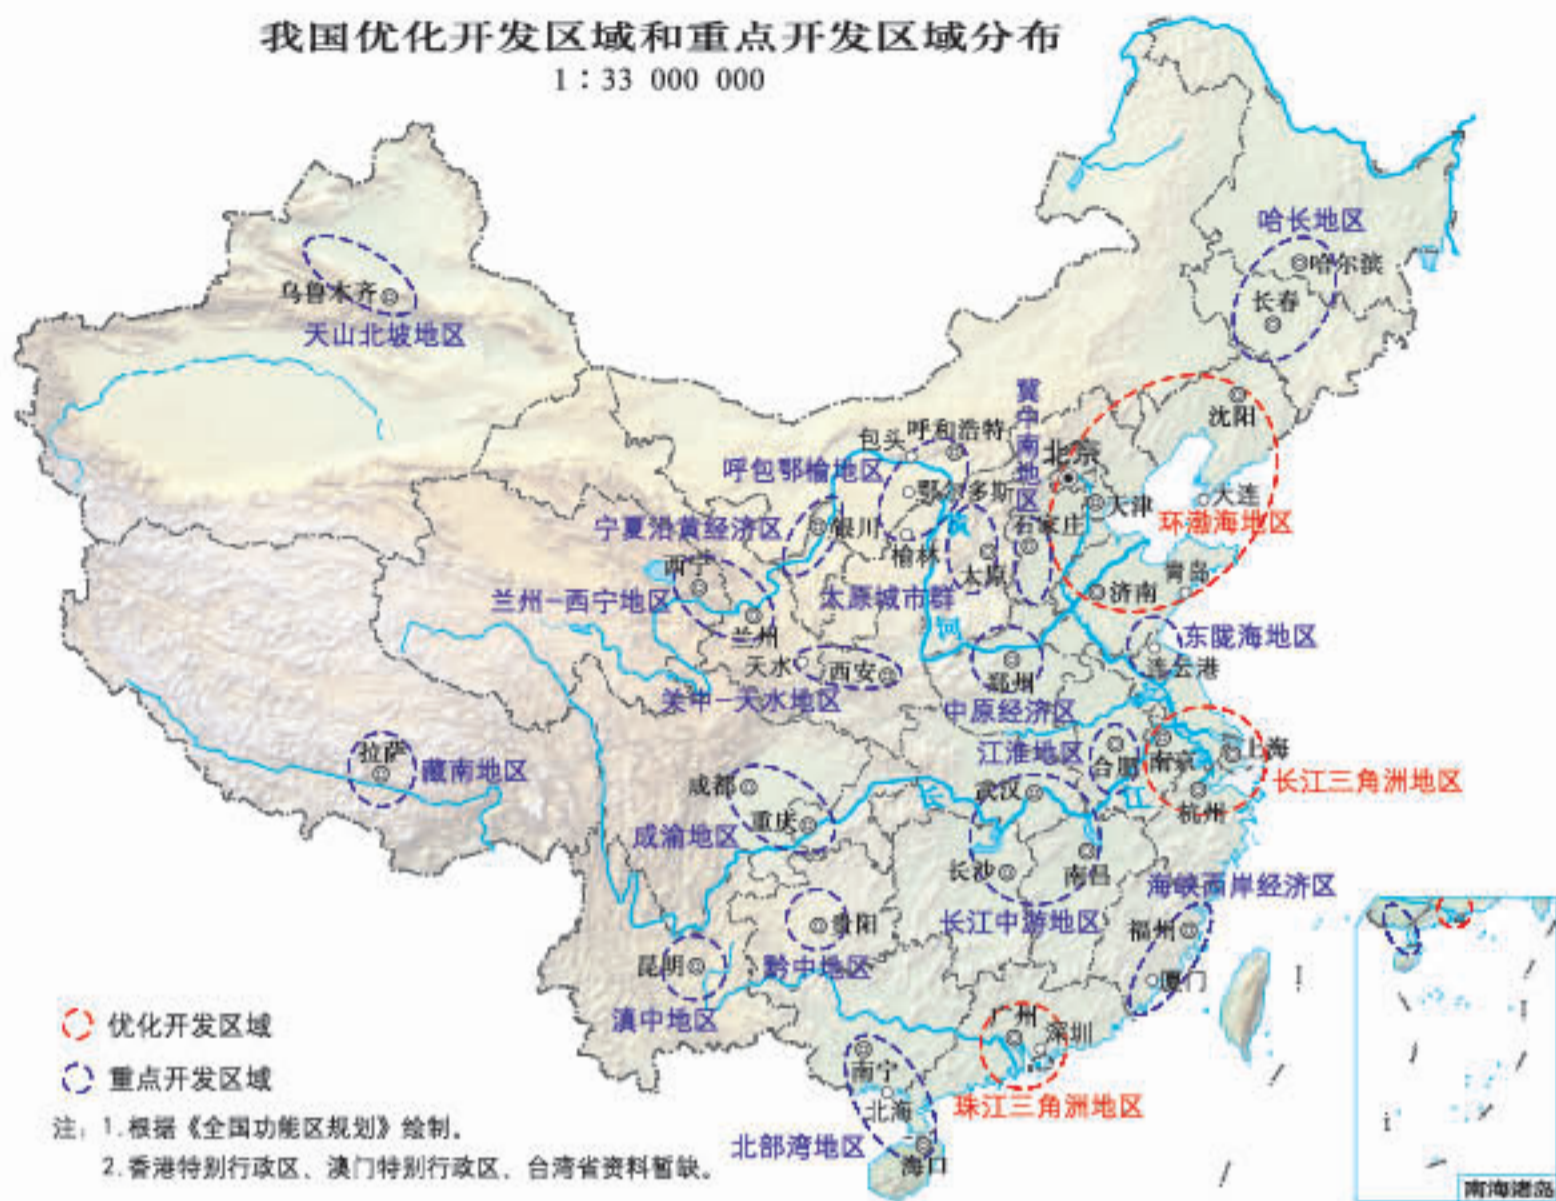 我国优化开发区域和重点开发区域分布
1：33 000 000
哈长地区
哈尔滨
长春
乌鲁木齐
天山北坡地区
沈阳
冀中南地区
包头
呼和浩特
北京
呼包鄂榆地区
鄂尔多斯
天津
大连
环渤海地区
宁夏沿黄经济区
银川
黄
石家庄
榆林
太原
西宁
青岛
兰州-西宁地区
太原城市群
济南
河
兰州
东陇海地区
天水
西安
连云港
郑州
关中-天水地区
中原经济区
江淮地区
合肥
南京
上海
拉萨
藏南地区
长江三角洲地区
成都
武汉
长
江
杭州
重庆
成渝地区
长沙
南昌
海峡西岸经济区
贵阳
长江中游地区
福州
昆明
黔中地区
厦门
滇中地区
广州
深圳
南宁
北海
珠江三角洲地区
北部湾地区
海口
优化开发区域
重点开发区域
注：1.根据《全国功能区规划》绘制。
2.香港特别行政区、澳门特别行政区、台湾省资料暂缺。
南海诸岛